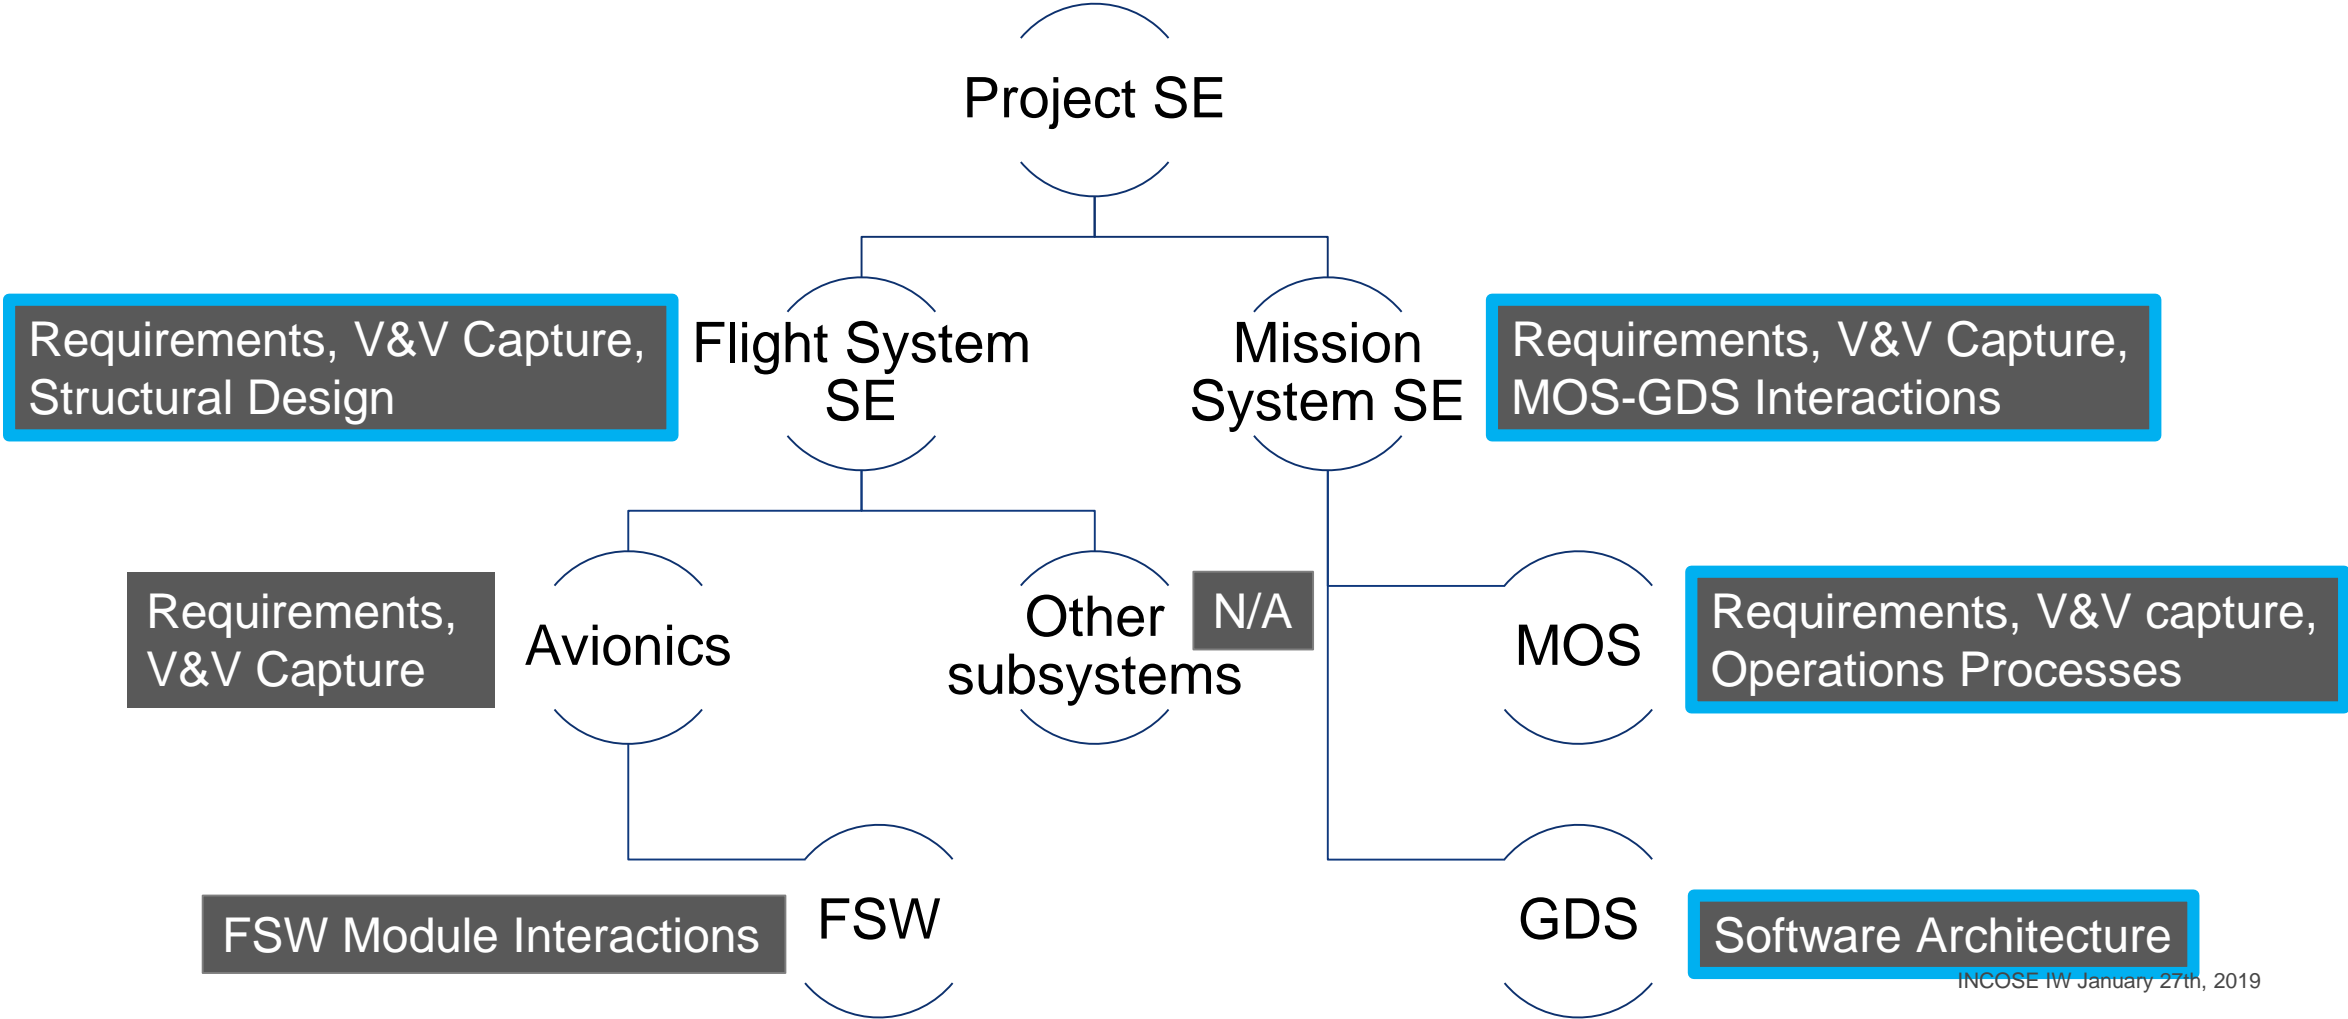 Project SE
Requirements, V&V Capture,
Structural Design
Flight System
SE
Mission
System SE
Requirements, V&V Capture,
MOS-GDS Interactions
Requirements,
V&V Capture
Avionics
Other
subsystems
N/A
MOS
Requirements, V&V capture,
Operations Processes
FSW Module Interactions
FSW
GDS
Software Architecture
INCOSE IW January 27th, 2019